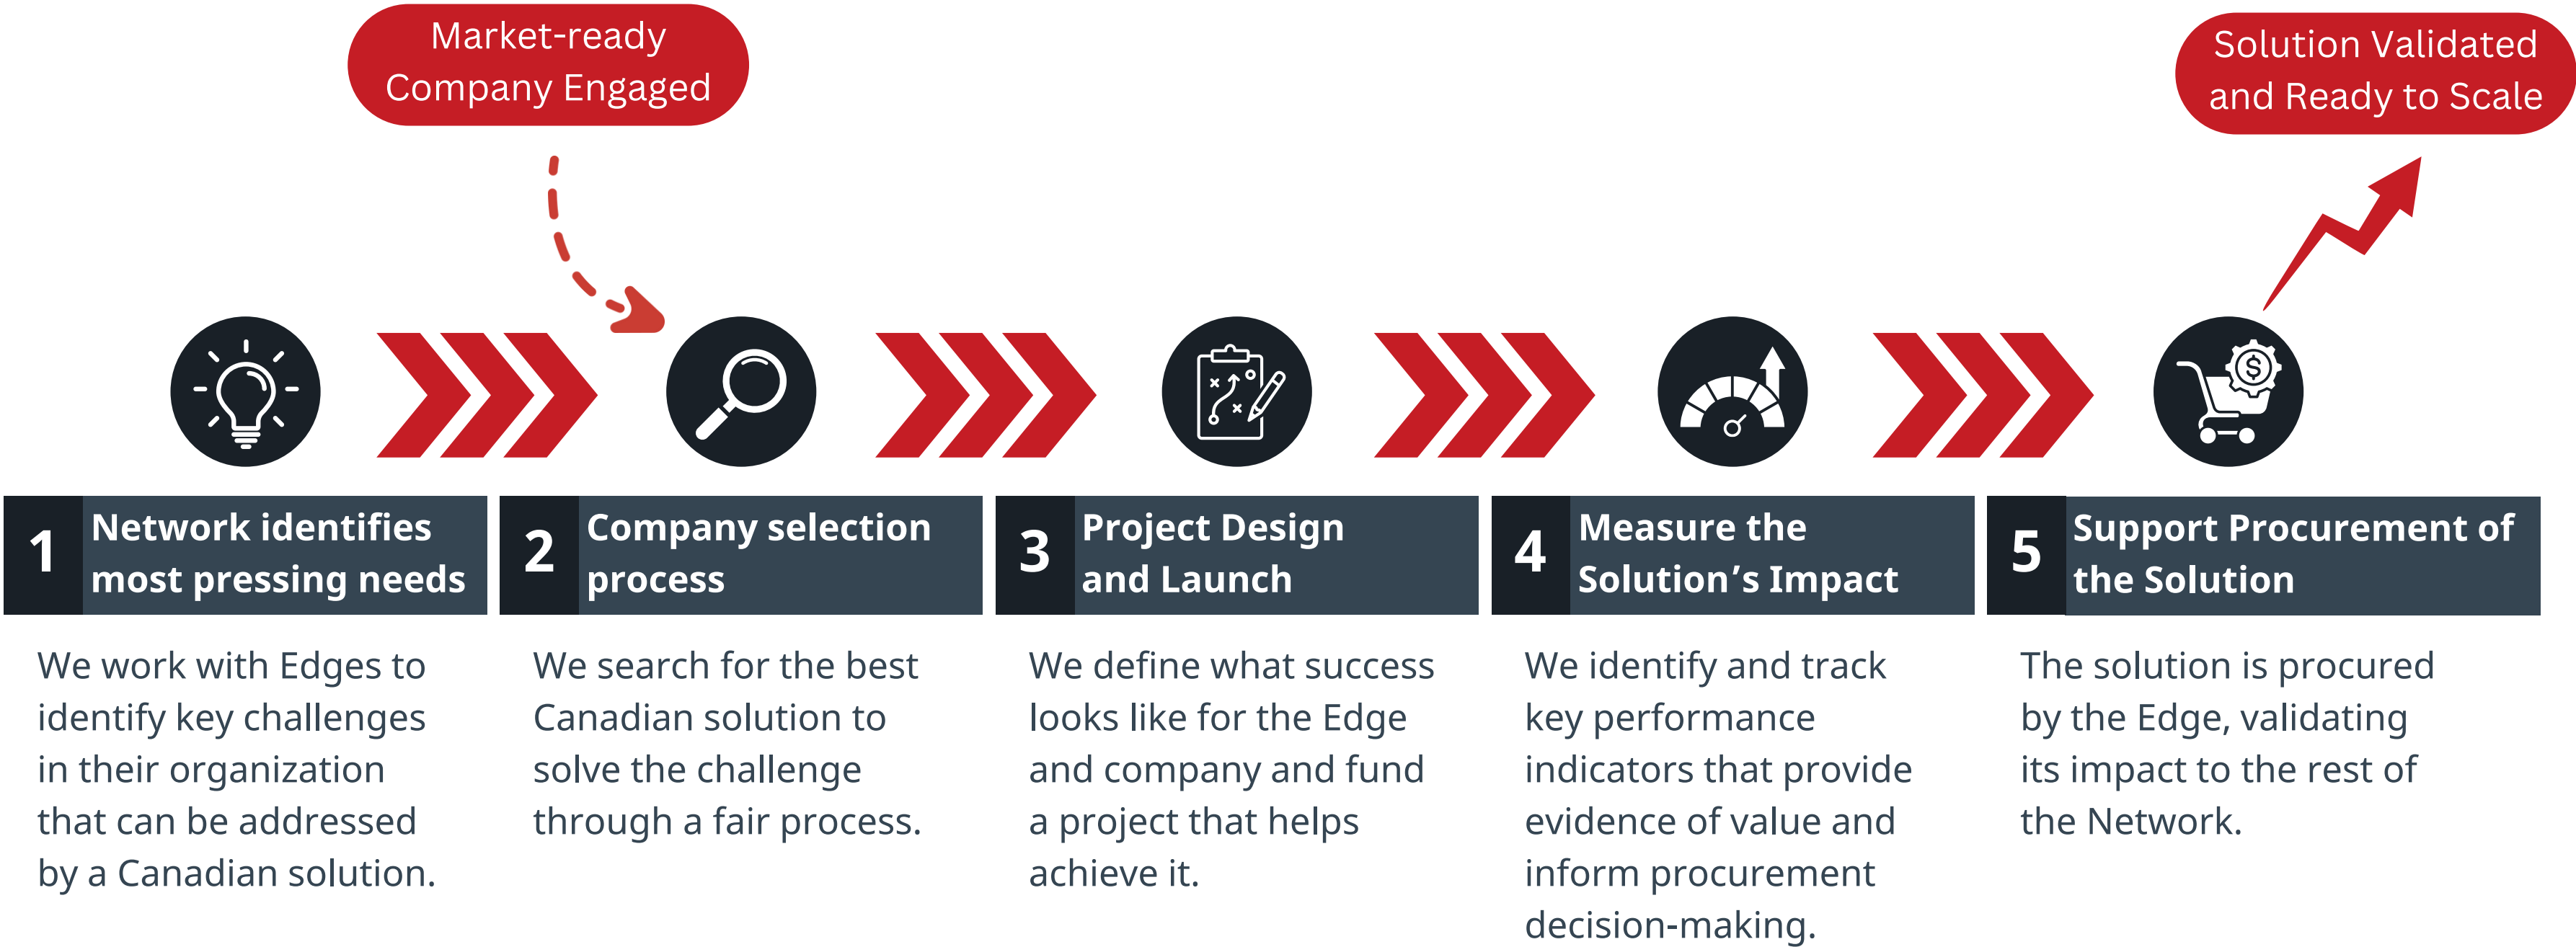 Market-ready
Company Engaged
Solution Validated
and Ready to Scale
$
1
Network identifies
most pressing needs
We work with Edges to
identify key challenges
in their organization
that can be addressed
by a Canadian solution.
2
Company selection
process
We search for the best
Canadian solution to
solve the challenge
through a fair process.
3
Project Design
and Launch
We define what success
looks like for the Edge
and company and fund
a project that helps
achieve it.
4
Measure the
Solution’s Impact
We identify and track
key performance
indicators that provide
evidence of value and
inform procurement
decision-making.
5
Support Procurement of
the Solution
The solution is procured
by the Edge, validating
its impact to the rest of
the Network.